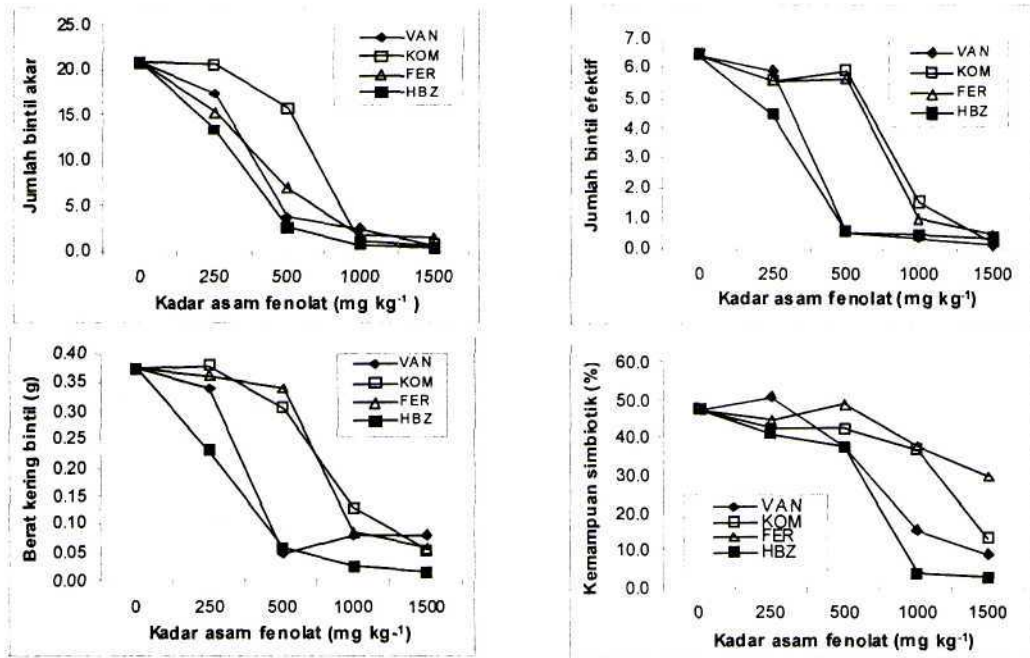 Jumlah bintil akar
25.0
20.0
15.0
10.0
5.0
0.0
VAN
KOM
FER
HBZ
0 250 500 1000 1500
Kadar asam fenolat (mg kg⁻¹ )
Jumlah bintil efektif
7.0
6.0
5.0
4.0
3.0
2.0
1.0
0.0
VAN
KOM
FER
HBZ
0 250 500 1000 1500
Kadar asam fenolat (mg kg⁻¹)
Berat kering bintil (g)
0.40
0.35
0.30
0.25
0.20
0.15
0.10
0.05
0.00
VAN
KOM
FER
HBZ
0 250 500 1000 1500
Kadar asam fenolat (mg kg-¹)
Kemampuan simbiotik (%)
60.0
50.0
40.0
30.0
20.0
10.0
0.0
VAN
KOM
FER
HBZ
0 250 500 1000 1500
Kadar asam fenolat (mg kg⁻¹)